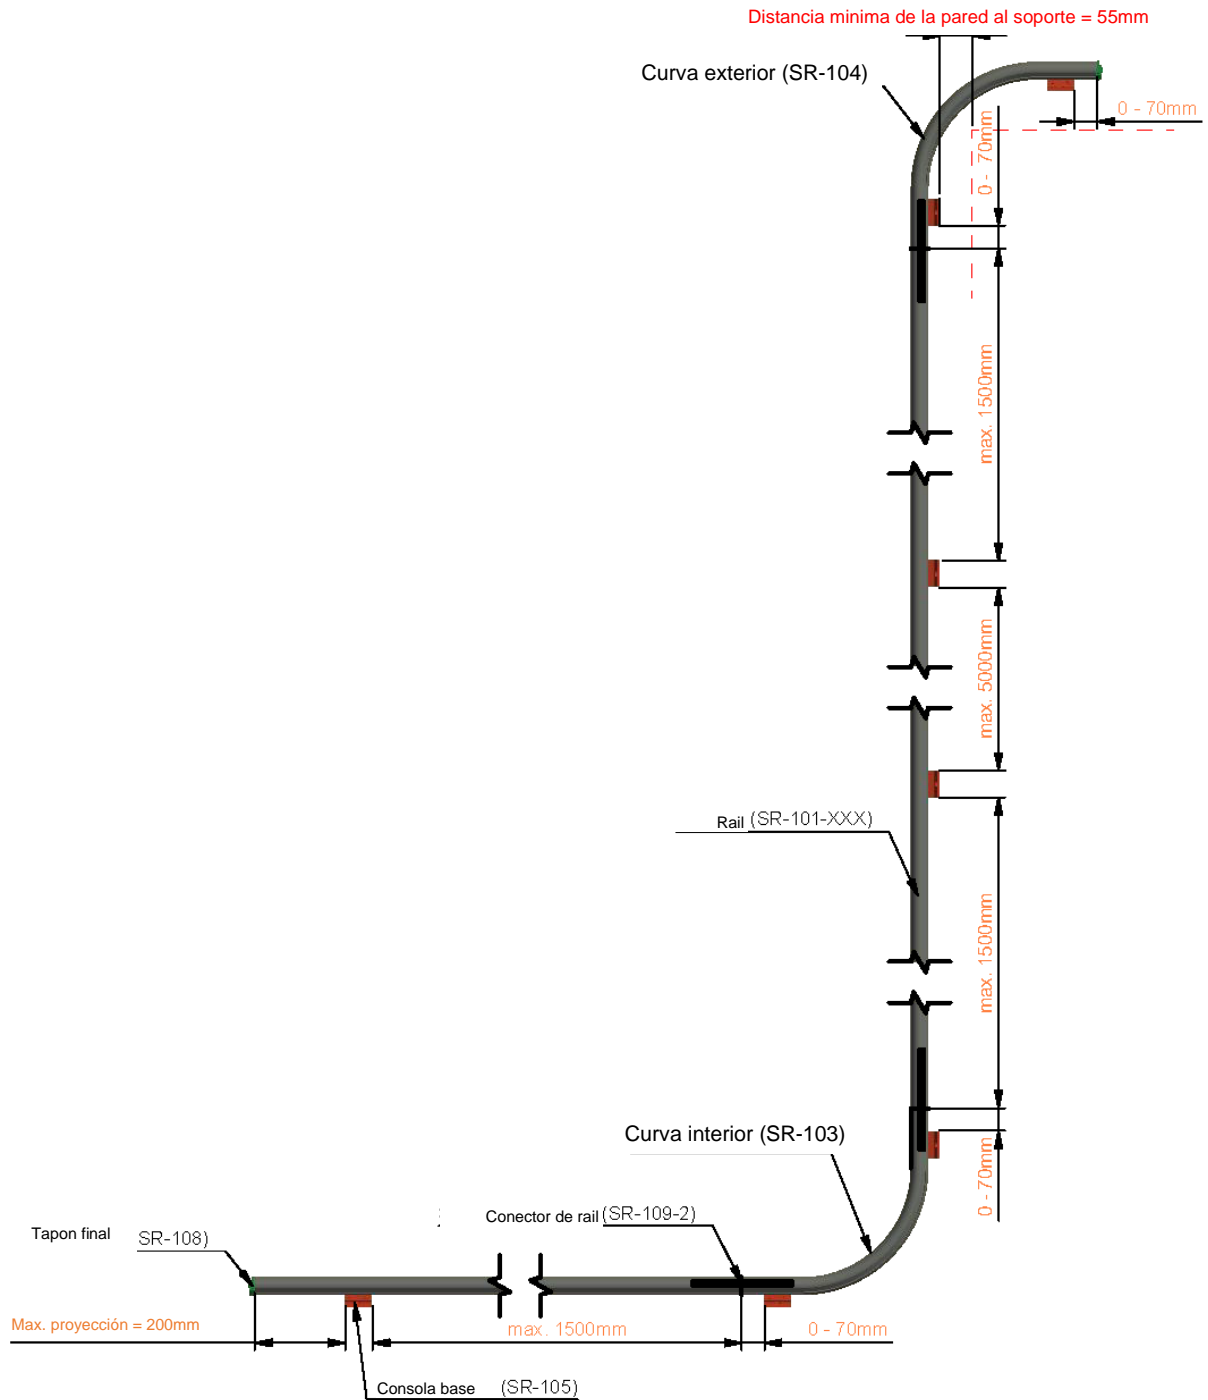 Distancia minima de la pared al soporte = 55mm
Curva exterior (SR-104)
0 - 70mm
0 - 70mm
max. 1500mm
max. 5000mm
Rail (SR-101-XXX)
max. 1500mm
Curva interior (SR-103)
0 - 70mm
Conector de rail (SR-109-2)
Tapon final SR-108)
Max. proyección = 200mm
max. 1500mm
0 - 70mm
Consola base (SR-105)